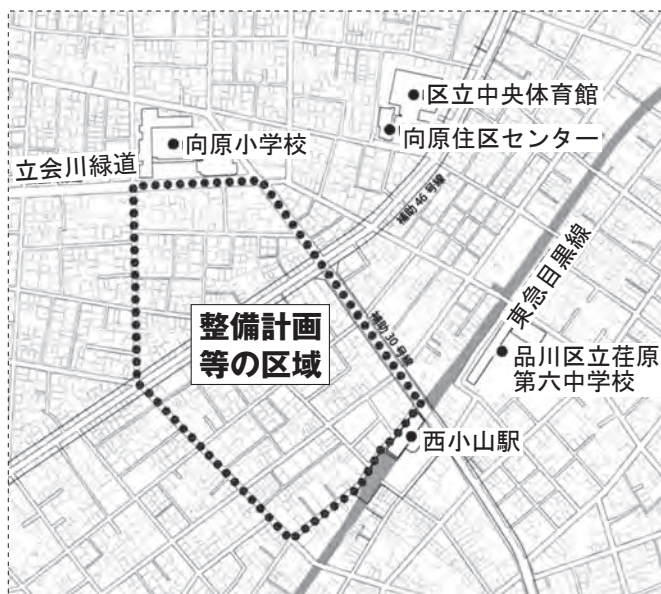 区立中央体育館
向原住区センター
向原小学校
立会川緑道
補助46号線
東急目黒線
整備計画
等の区域
補助30号線
品川区立荏原
第六中学校
西小山駅